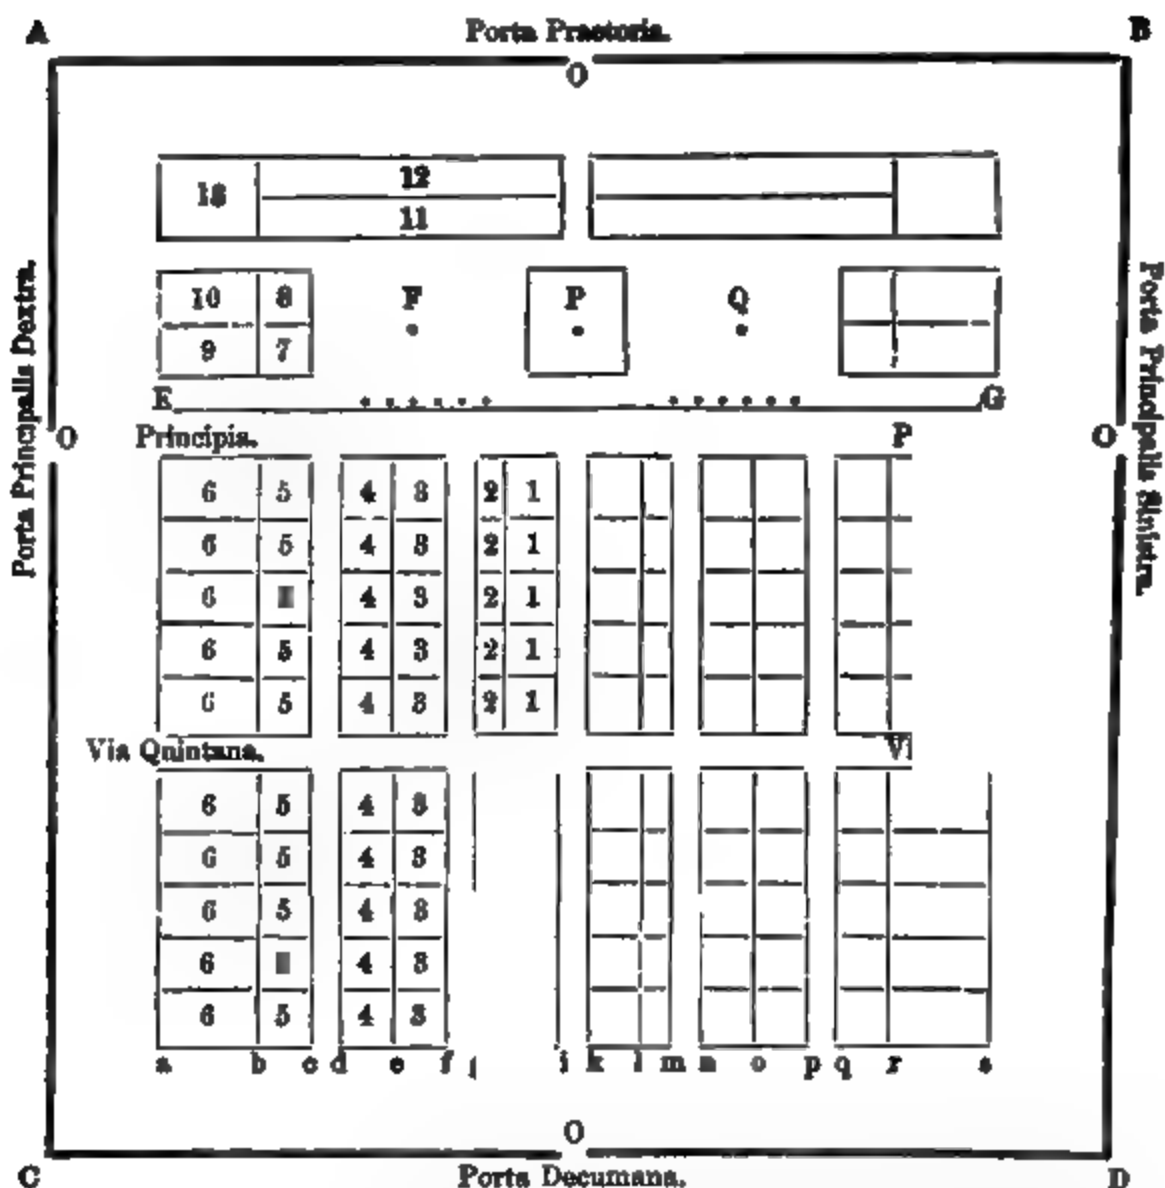 A Porta Praetoria. B
O
12
13
11
10 8 F P Q
9 7
E G
O Principia. P O
Porta Principalis Dextra.
Porta Principalis Sinistra.
6 5 4 3 2 1
6 5 4 3 2 1
6 4 3 2 1
6 5 4 3 2 1
6 5 4 3 2 1
Via Quintana. Vi
6 5 4 3
6 5 4 3
6 5 4 3
6 4 3
6 5 4 3
a b c d e f i k l m n o p q r s
O
C Porta Decumana. D